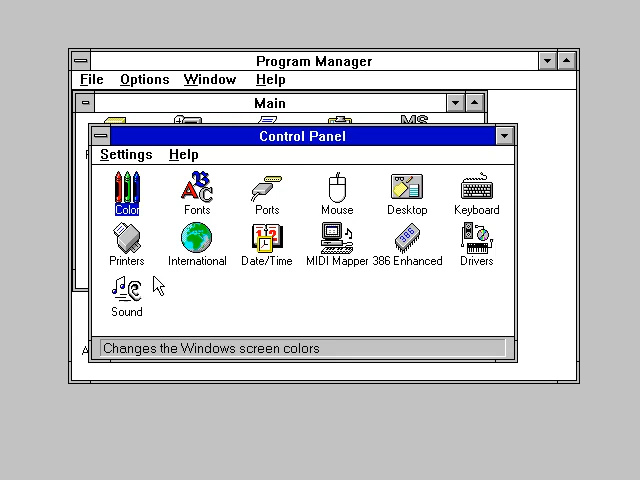 Program Manager
File Options Window Help
Main
MS
Control Panel
Settings Help
Color Fonts Ports Mouse Desktop Keyboard
Printers International Date/Time MIDI Mapper 386 Enhanced Drivers
Sound
Changes the Windows screen colors